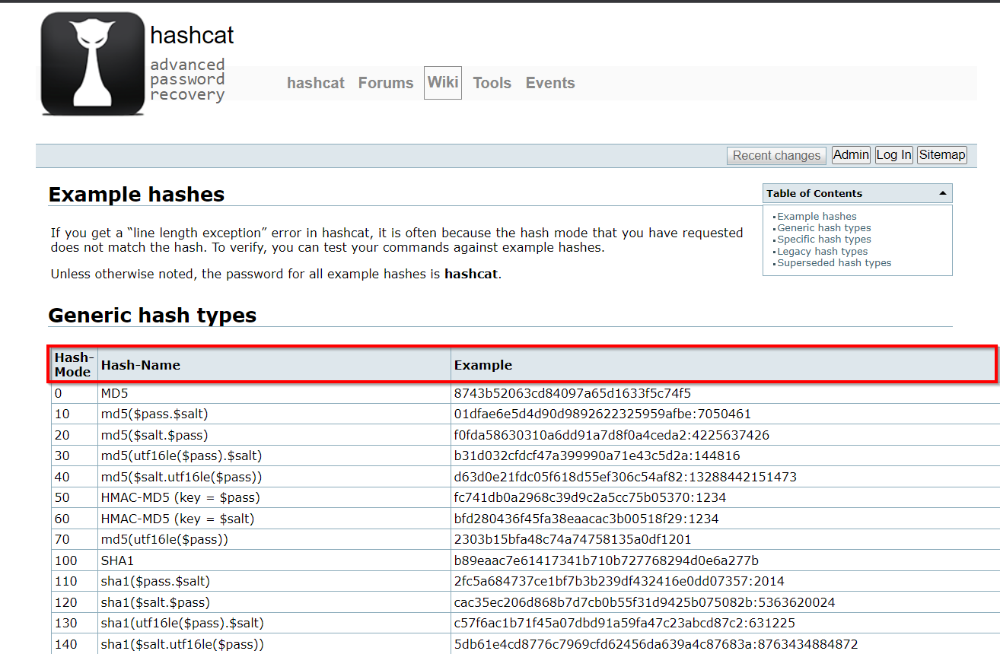 hashcat
advanced
password
recovery
hashcat Forums Wiki Tools Events
Recent changes Admin Log In Sitemap
Example hashes
If you get a “line length exception” error in hashcat, it is often because the hash mode that you have requested
does not match the hash. To verify, you can test your commands against example hashes.
Unless otherwise noted, the password for all example hashes is hashcat.
Table of Contents
Example hashes
Generic hash types
Specific hash types
Legacy hash types
Superseded hash types
Generic hash types
Hash-
Mode Hash-Name Example
0 MD5 8743b52063cd84097a65d1633f5c74f5
10 md5($pass.$salt) 01dfae6e5d4d90d9892622325959afbe:7050461
20 md5($salt.$pass) f0fda58630310a6dd91a7d8f0a4ceda2:4225637426
30 md5(utf16le($pass).$salt) b31d032cfdcf47a399990a71e43c5d2a:144816
40 md5($salt.utf16le($pass)) d63d0e21fdc05f618d55ef306c54af82:13288442151473
50 HMAC-MD5 (key = $pass) fc741db0a2968c39d9c2a5cc75b05370:1234
60 HMAC-MD5 (key = $salt) bfd280436f45fa38eaacac3b00518f29:1234
70 md5(utf16le($pass)) 2303b15bfa48c74a74758135a0df1201
100 SHA1 b89eaac7e61417341b710b727768294d0e6a277b
110 sha1($pass.$salt) 2fc5a684737ce1bf7b3b239df432416e0dd07357:2014
120 sha1($salt.$pass) cac35ec206d868b7d7cb0b55f31d9425b075082b:5363620024
130 sha1(utf16le($pass).$salt) c57f6ac1b71f45a07dbd91a59fa47c23abcd87c2:631225
140 sha1($salt.utf16le($pass)) 5db61e4cd8776c7969cfd62456da639a4c87683a:8763434884872